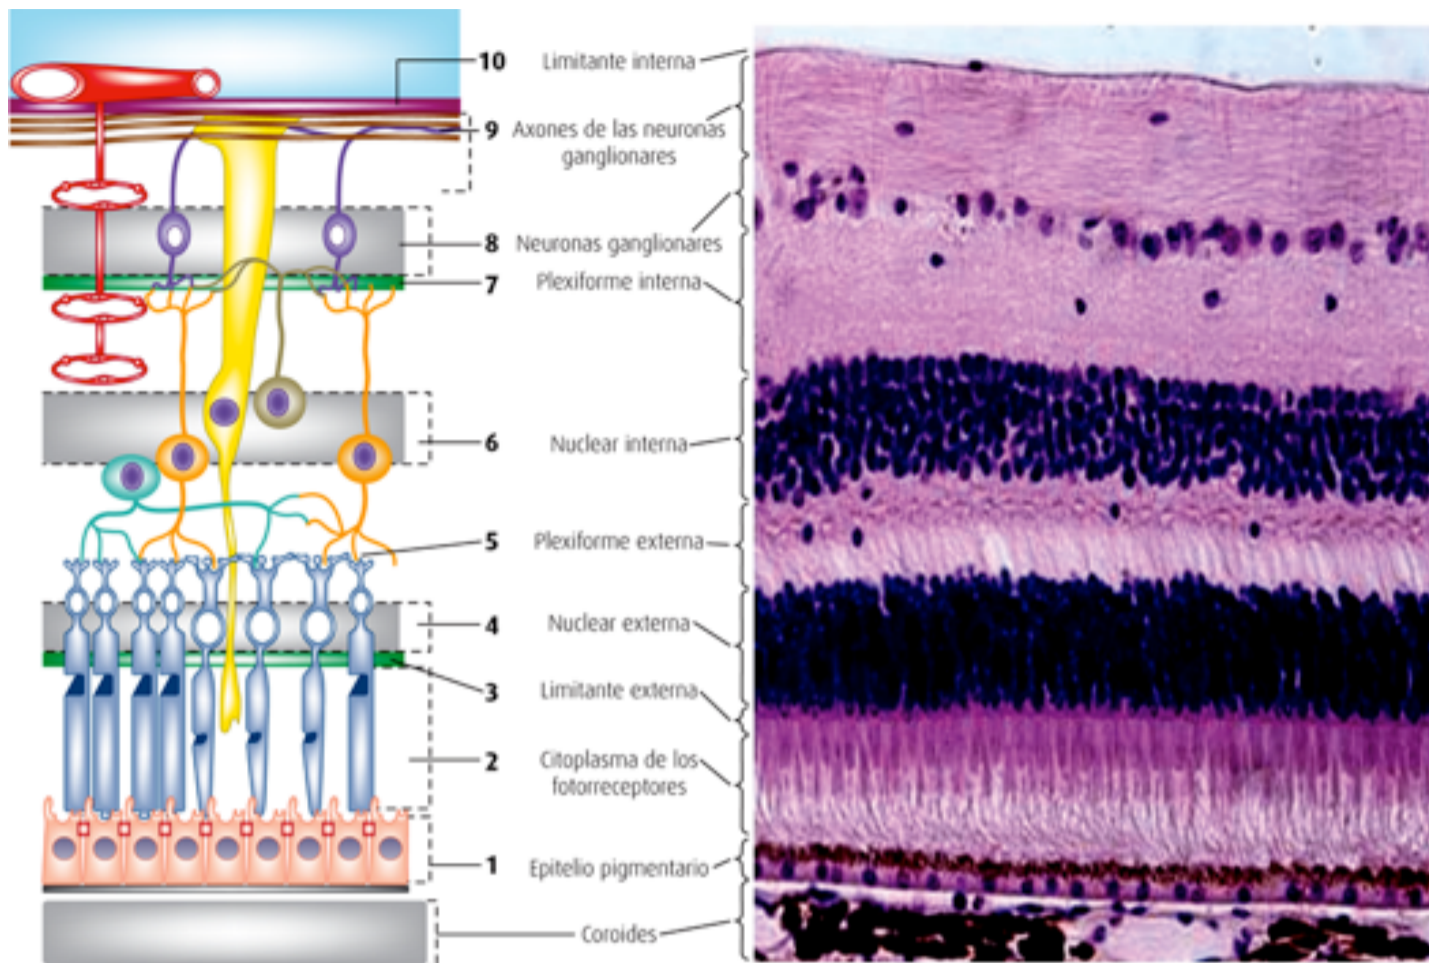 10 Limitante interna
9 Axones de las neuronas
ganglionares
8 Neuronas ganglionares
7 Plexiforme interna
6 Nuclear interna
5 Plexiforme externa
4 Nuclear externa
3 Limitante externa
2 Citoplasma de los
fotorreceptores
1 Epitelio pigmentario
Coroides